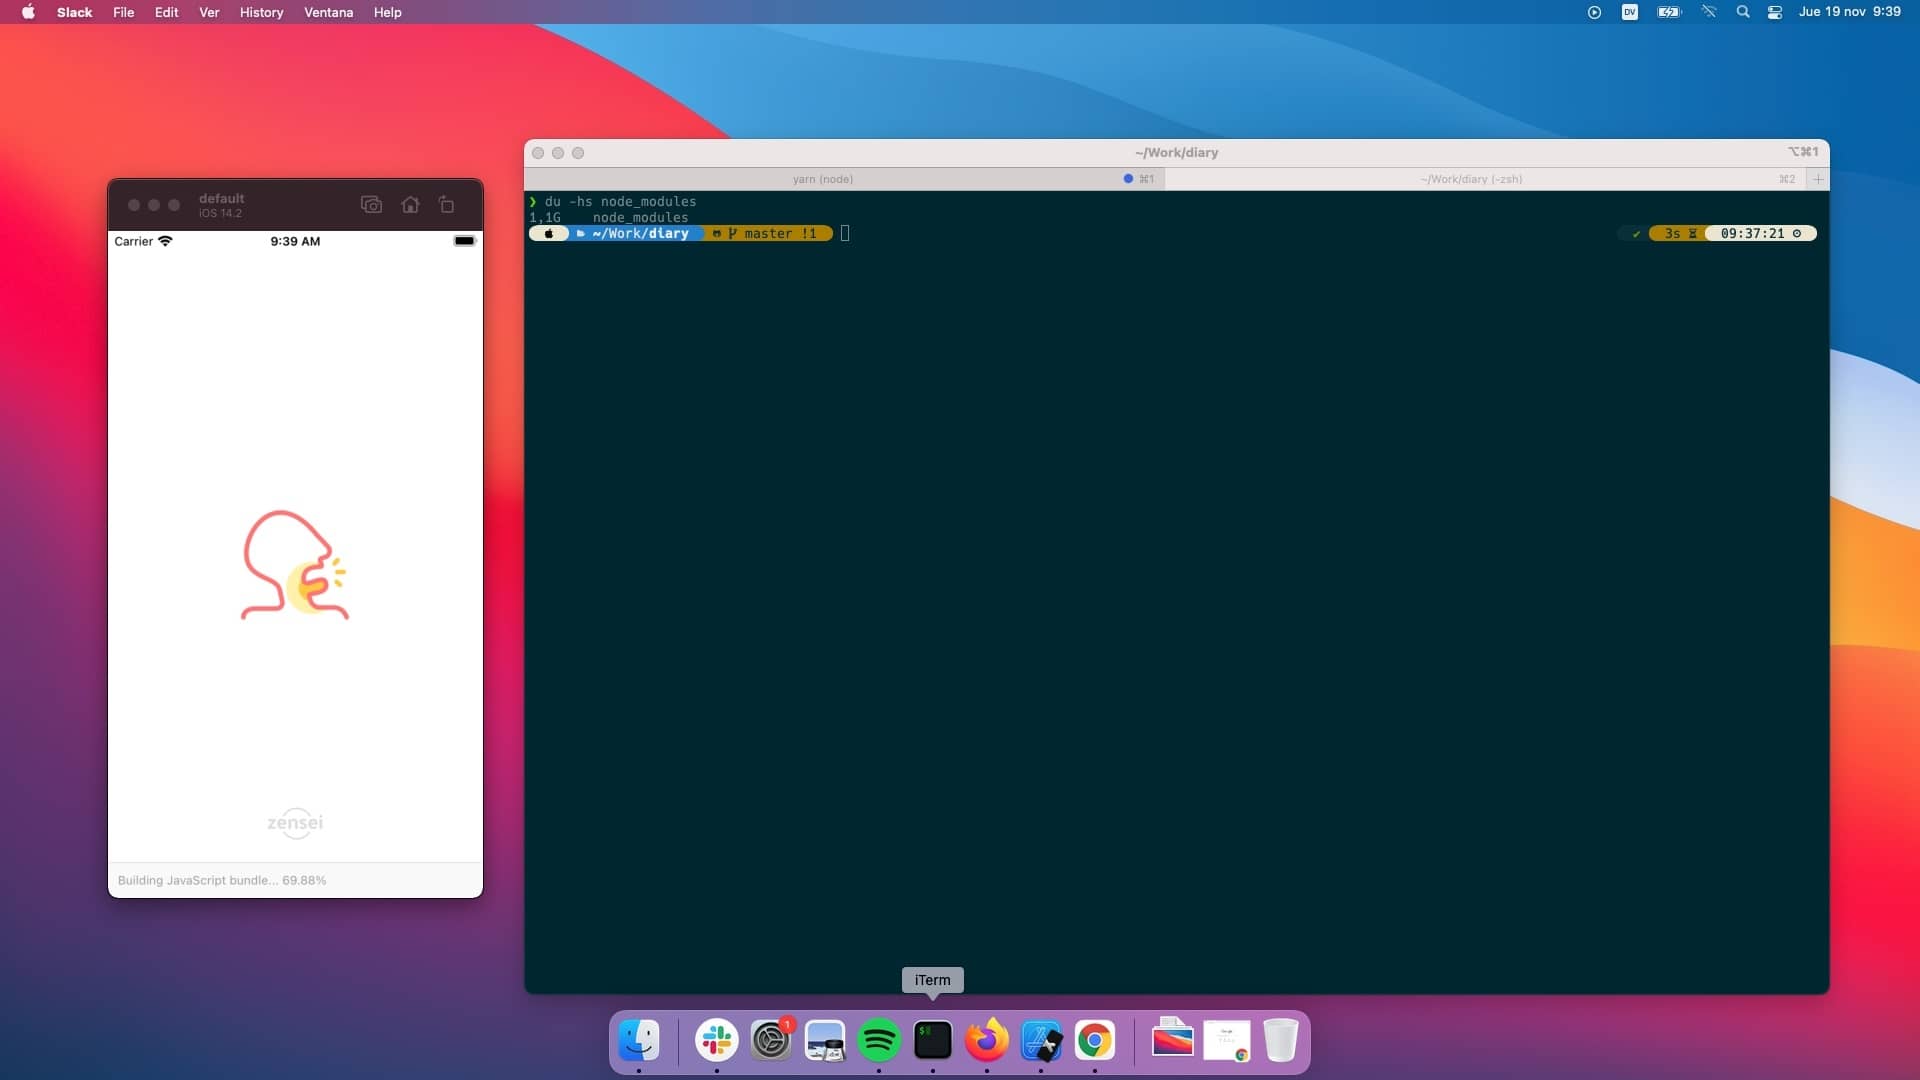 Slack File Edit Ver History Ventana Help
DV Jue 19 nov 9:39
default
iOS 14.2
Carrier 9:39 AM
zensei
Building JavaScript bundle... 69.88%
~/Work/diary ⌥⌘1
yarn (node) ⌘1 ~/Work/diary (-zsh) ⌘2
❯ du -hs node_modules
1,1G node_modules
~/Work/diary master !1 ✔ 3s 09:37:21
iTerm
1